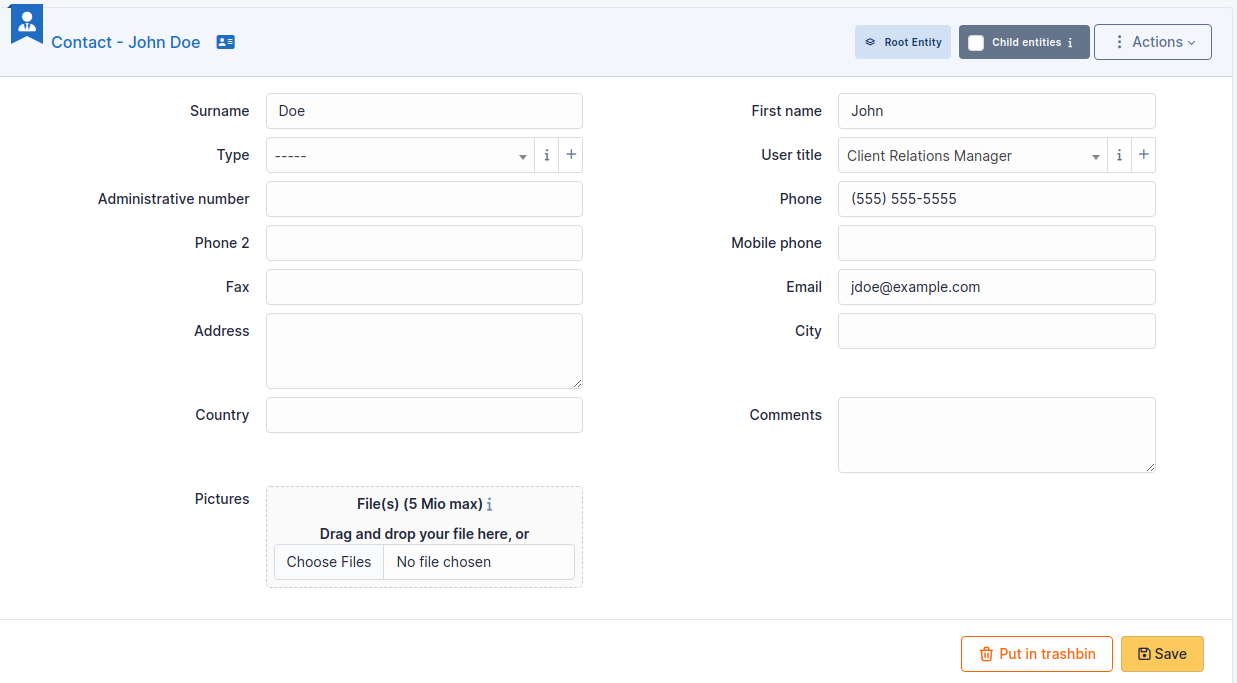 Contact - John Doe
Root Entity
Child entities i
Actions
Surname Doe First name John
Type ----- i + User title Client Relations Manager i +
Administrative number Phone (555) 555-5555
Phone 2 Mobile phone
Fax Email jdoe@example.com
Address City
Country Comments
Pictures
File(s) (5 Mio max) i
Drag and drop your file here, or
Choose Files No file chosen
Put in trashbin Save